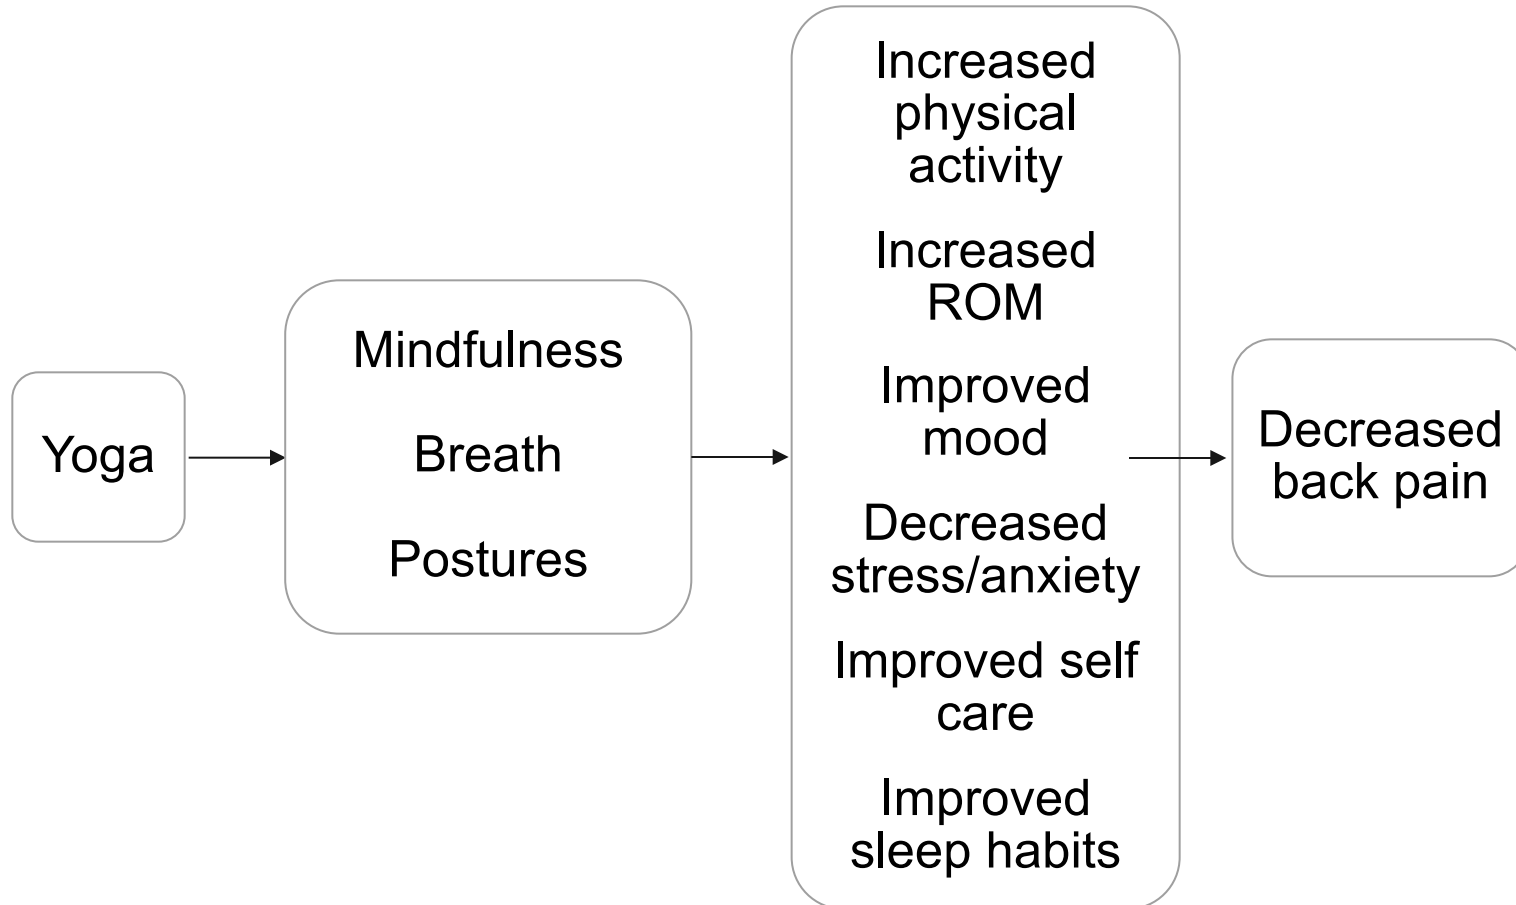 Yoga
Mindfulness
Breath
Postures
Increased
physical
activity
Increased
ROM
Improved
mood
Decreased
stress/anxiety
Improved self
care
Improved
sleep habits
Decreased
back pain